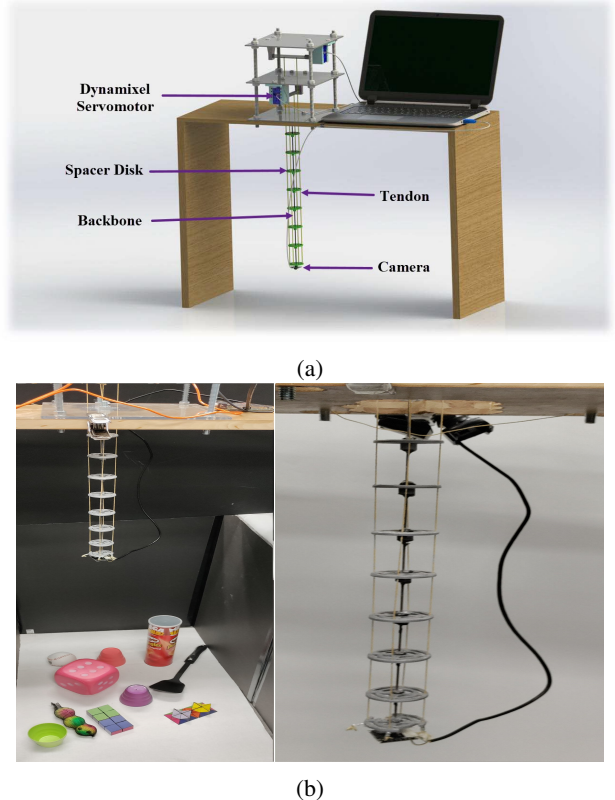 Dynamixel
Servomotor
Spacer Disk
Tendon
Backbone
Camera
(a)
(b)